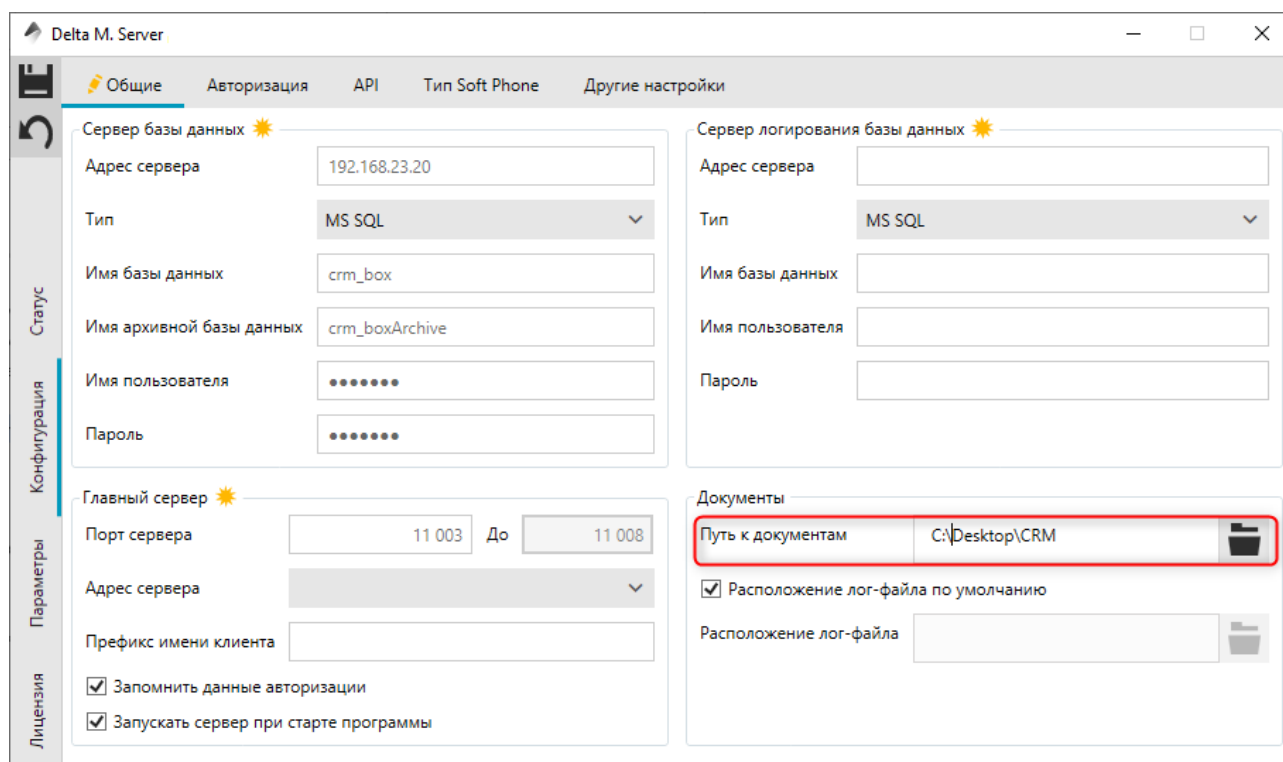 Delta M. Server
Общие Авторизация API Тип Soft Phone Другие настройки
Статус
Конфигурация
Параметры
Лицензия
Сервер базы данных
Адрес сервера 192.168.23.20
Тип MS SQL
Имя базы данных crm_box
Имя архивной базы данных crm_boxArchive
Имя пользователя •••••••
Пароль •••••••
Сервер логирования базы данных
Адрес сервера
Тип MS SQL
Имя базы данных
Имя пользователя
Пароль
Главный сервер
Порт сервера 11 003 До 11 008
Адрес сервера
Префикс имени клиента
Запомнить данные авторизации
Запускать сервер при старте программы
Документы
Путь к документам C:\Desktop\CRM
Расположение лог-файла по умолчанию
Расположение лог-файла